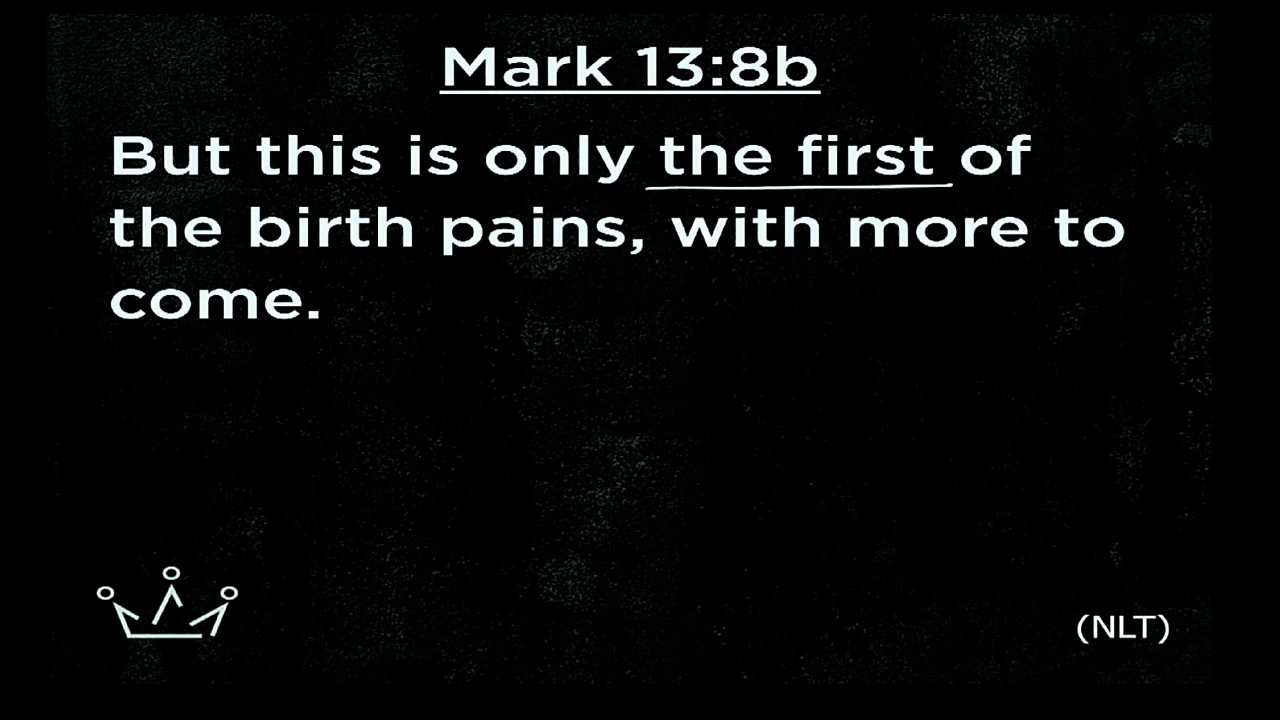 Mark 13:8b
But this is only the first of
the birth pains, with more to
come.
(NLT)